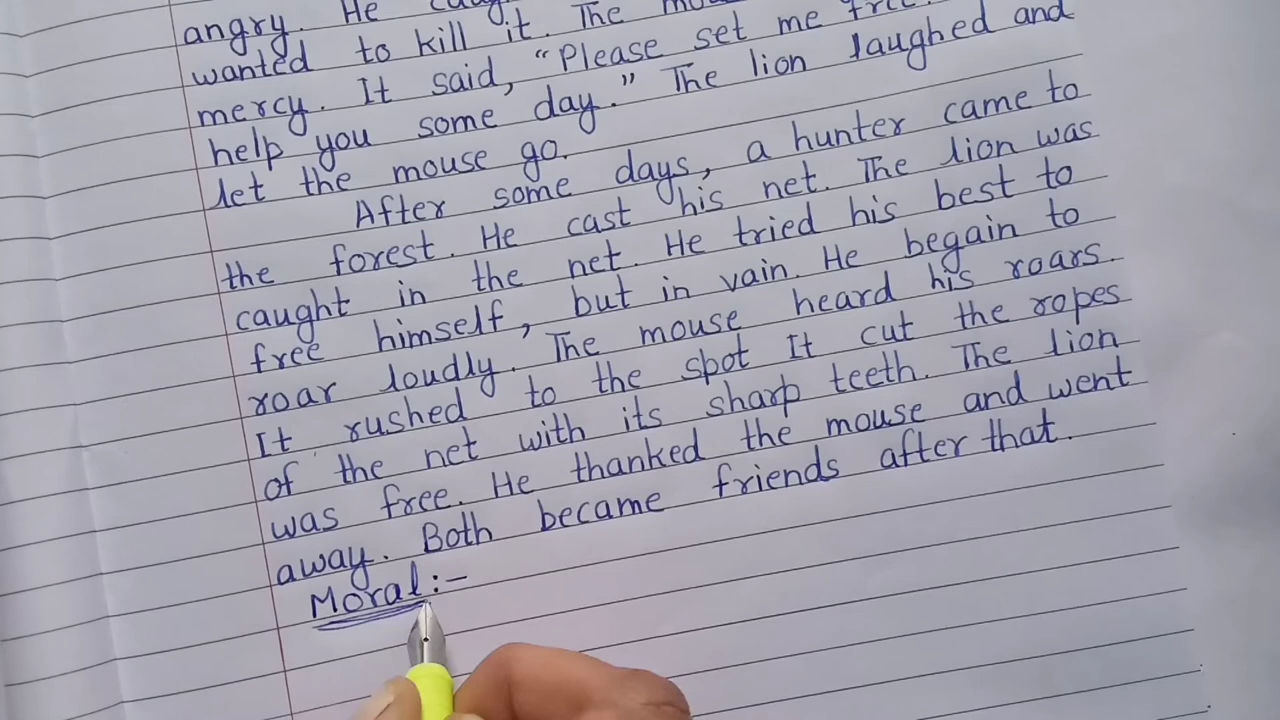 angry. He
wanted to kill it. The
mercy. It said, "Please set me free
help you some day." The lion laughed and
let the mouse go.
After some days, a hunter came to
the forest. He cast his net. The lion was
caught in the net. He tried his best to
free himself, but in vain. He begain to
roar loudly. The mouse heard his roars.
It rushed to the spot It cut the ropes
of the net with its sharp teeth. The lion
was free. He thanked the mouse and went
away. Both became friends after that.
Moral:-